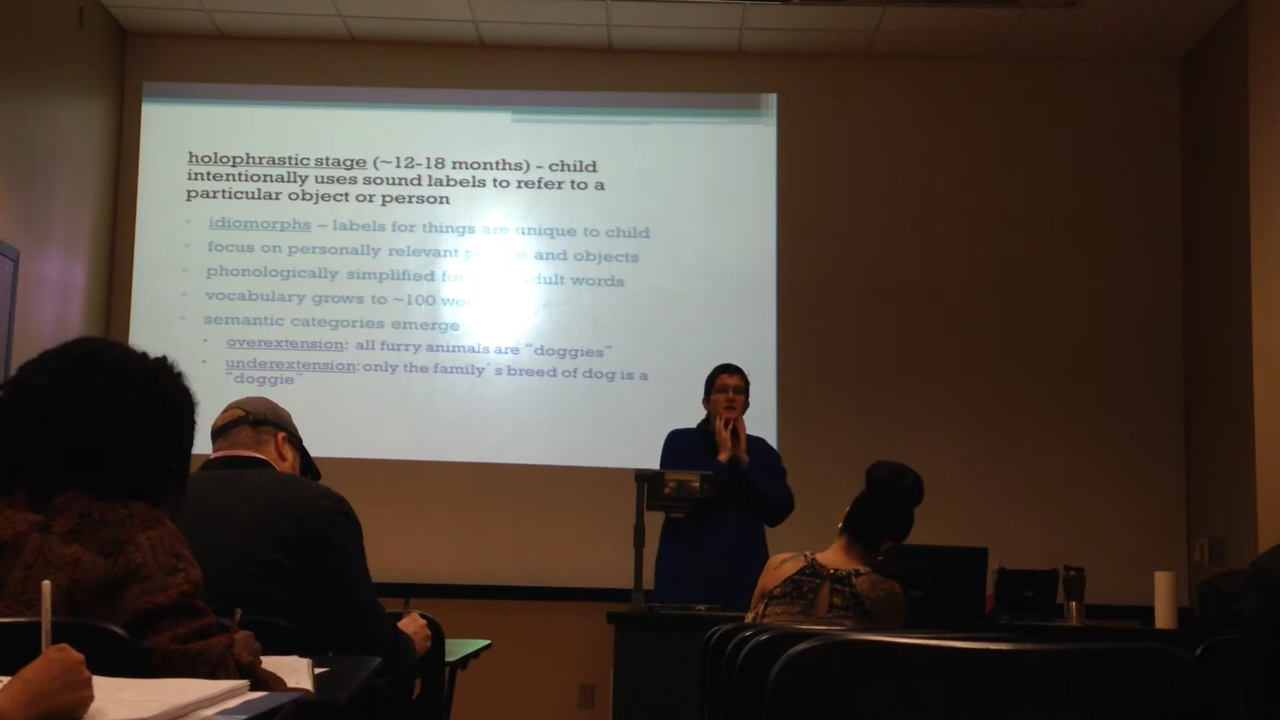 holophrastic stage (~12-18 months) - child
intentionally uses sound labels to refer to a
particular object or person
idiomorphs – labels for things are unique to child
focus on personally relevant and objects
phonologically simplified adult words
vocabulary grows to ~100
semantic categories emerge
overextension: all furry animals are "doggies"
underextension: only the family's breed of dog is a
"doggie"